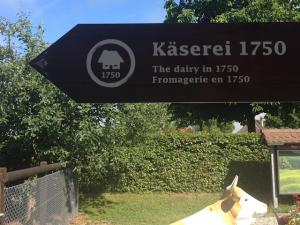 Käserei 1750
The dairy in 1750
Fromagerie en 1750
1750